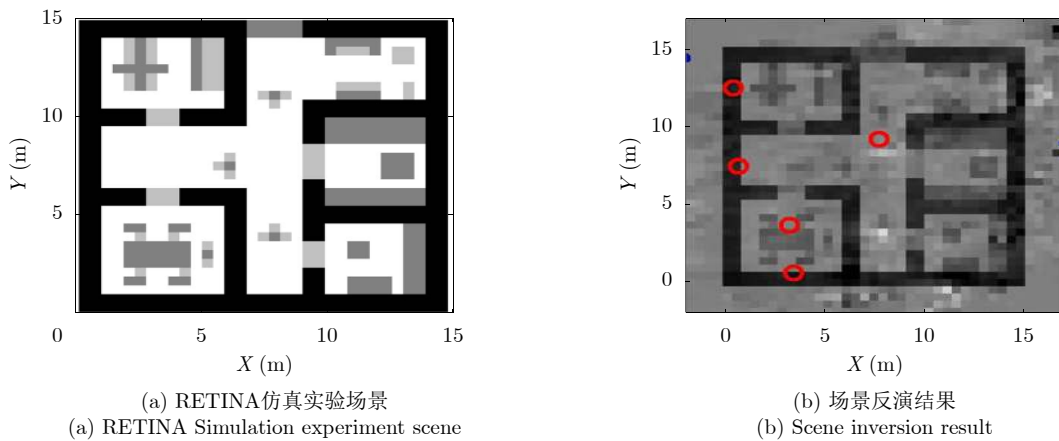 15
10
5
0
5
10
15
Y (m)
X (m)
(a) RETINA仿真实验场景
(a) RETINA Simulation experiment scene
15
10
5
0
0
5
10
15
Y (m)
X (m)
(b) 场景反演结果
(b) Scene inversion result